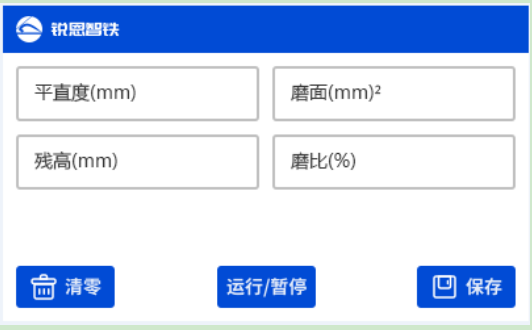 锐恩智铁
平直度(mm)
磨面(mm)²
残高(mm)
磨比(%)
清零
运行/暂停
保存